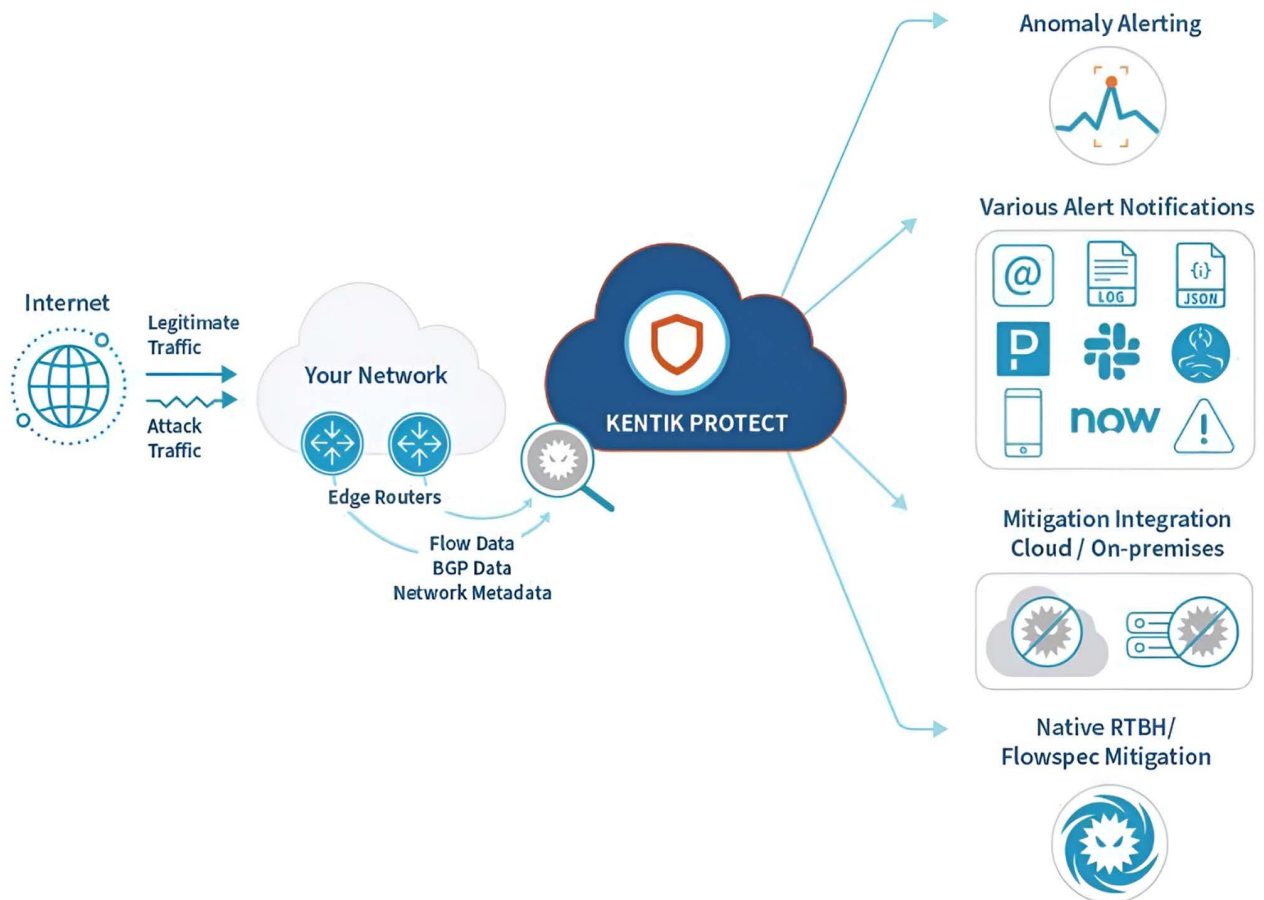 Anomaly Alerting
Various Alert Notifications
@
LOG
{i}
JSON
P
now
!
Internet
Legitimate
Traffic
Attack
Traffic
Your Network
Edge Routers
Flow Data
BGP Data
Network Metadata
KENTIK PROTECT
Mitigation Integration
Cloud / On-premises
Native RTBH/
Flowspec Mitigation